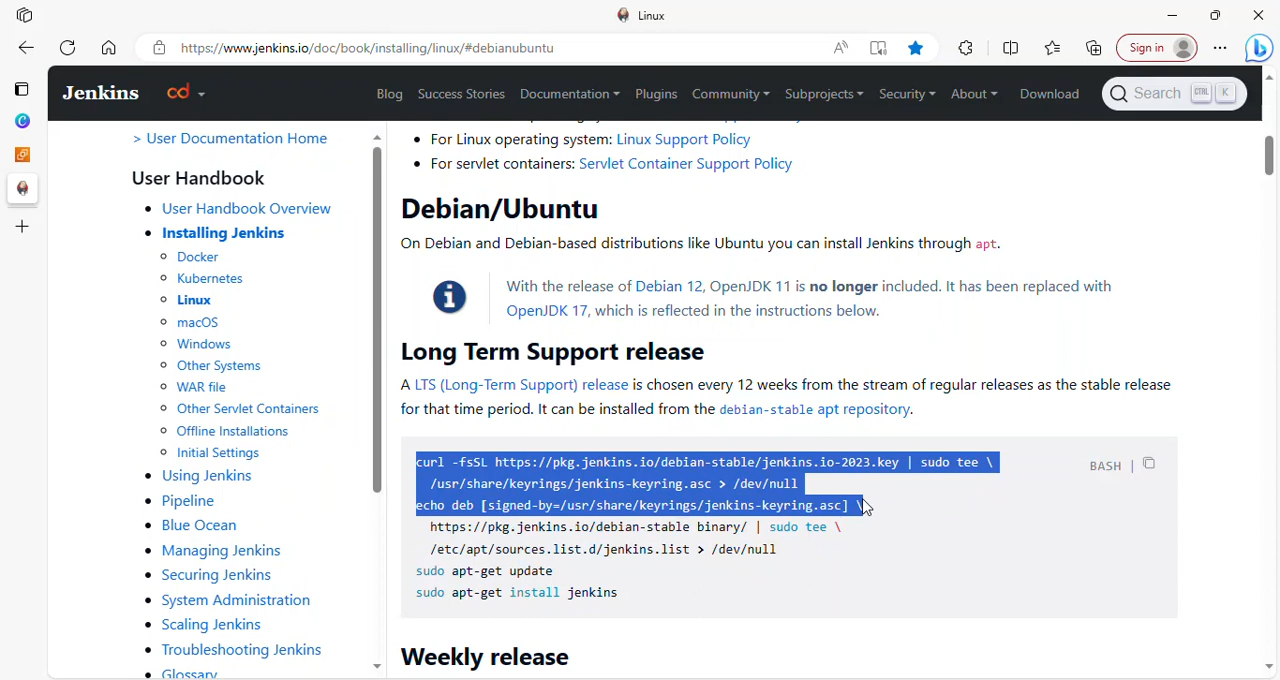 Linux
https://www.jenkins.io/doc/book/installing/linux/#debianubuntu
Sign in
Jenkins
cd
Blog Success Stories Documentation Plugins Community Subprojects Security About Download
Search CTRL K
> User Documentation Home
User Handbook
User Handbook Overview
Installing Jenkins
Docker
Kubernetes
Linux
macOS
Windows
Other Systems
WAR file
Other Servlet Containers
Offline Installations
Initial Settings
Using Jenkins
Pipeline
Blue Ocean
Managing Jenkins
Securing Jenkins
System Administration
Scaling Jenkins
Troubleshooting Jenkins
Glossary
• For Linux operating system: Linux Support Policy
• For servlet containers: Servlet Container Support Policy
Debian/Ubuntu
On Debian and Debian-based distributions like Ubuntu you can install Jenkins through apt.
With the release of Debian 12, OpenJDK 11 is no longer included. It has been replaced with
OpenJDK 17, which is reflected in the instructions below.
Long Term Support release
A LTS (Long-Term Support) release is chosen every 12 weeks from the stream of regular releases as the stable release
for that time period. It can be installed from the debian-stable apt repository.
curl -fsSL https://pkg.jenkins.io/debian-stable/jenkins.io-2023.key | sudo tee \
/usr/share/keyrings/jenkins-keyring.asc > /dev/null
echo deb [signed-by=/usr/share/keyrings/jenkins-keyring.asc] \
https://pkg.jenkins.io/debian-stable binary/ | sudo tee \
/etc/apt/sources.list.d/jenkins.list > /dev/null
sudo apt-get update
sudo apt-get install jenkins
BASH |
Weekly release